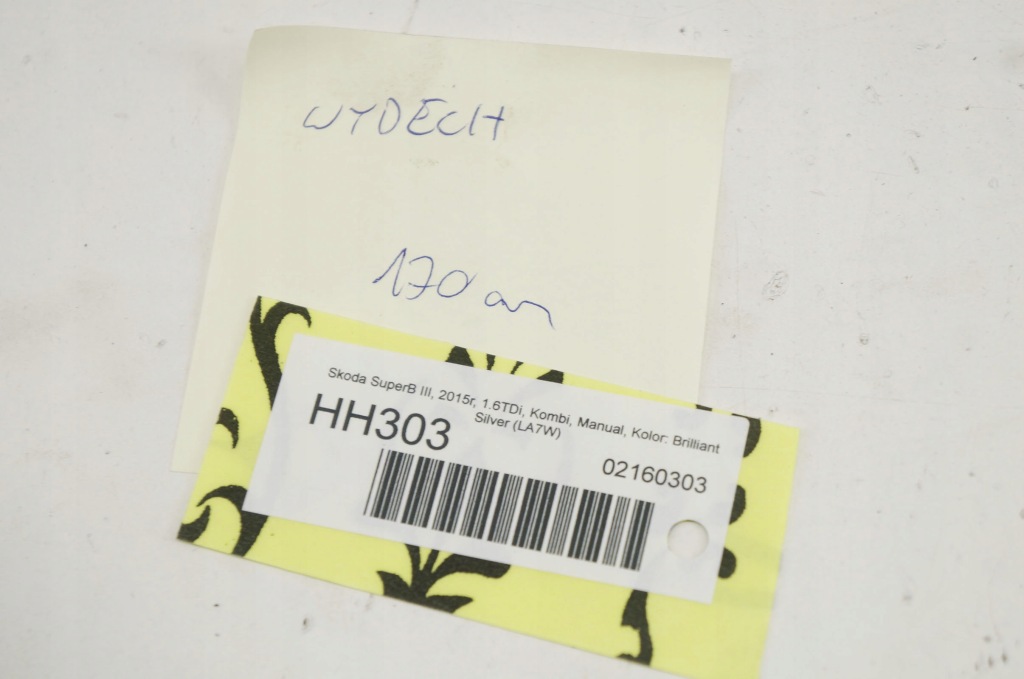 WYDECH
170 cm
Skoda SuperB III, 2015r, 1.6TDi, Kombi, Manual, Kolor: Brilliant
Silver (LA7W)
HH303
02160303